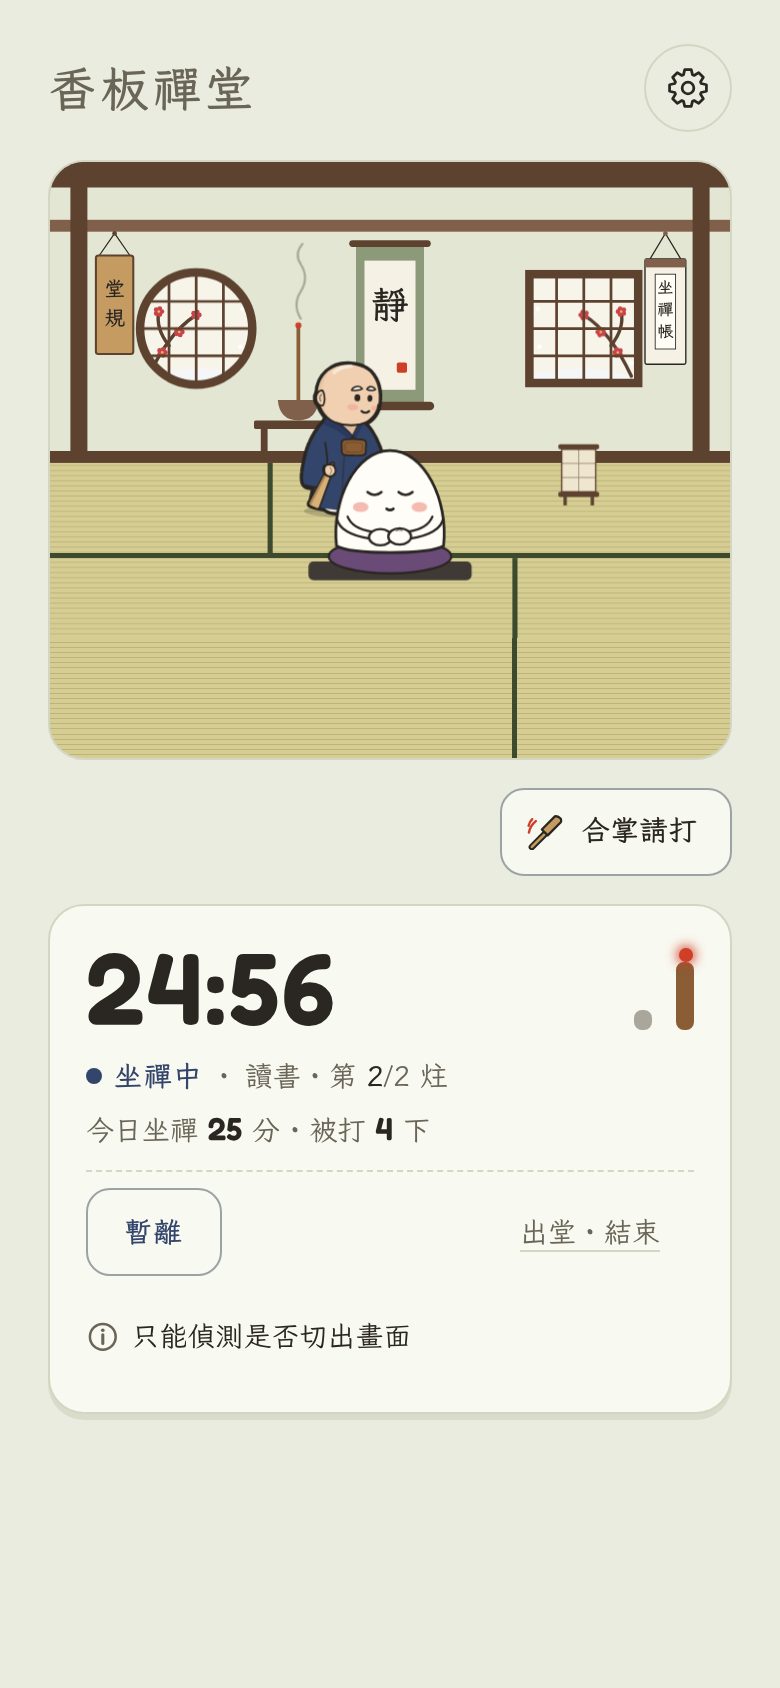 香板禪堂
堂規
靜
坐禪帳
合掌請打
24:56
坐禪中 · 讀書 · 第 2/2 炷
今日坐禪 25 分 · 被打 4 下
暫離
出堂 · 結束
只能偵測是否切出畫面